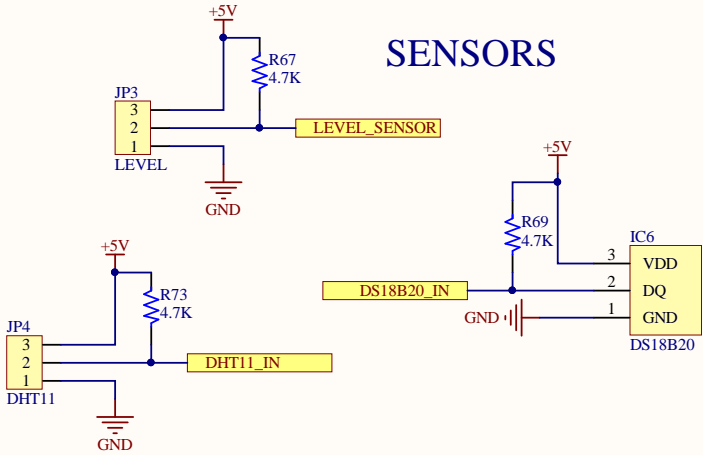 SENSORS
+5V
R67
4.7K
JP3
3
2
1
LEVEL
LEVEL_SENSOR
GND
+5V
R69
4.7K
IC6
3 VDD
2 DQ
1 GND
DS18B20
DS18B20_IN
GND
+5V
R73
4.7K
JP4
3
2
1
DHT11
DHT11_IN
GND